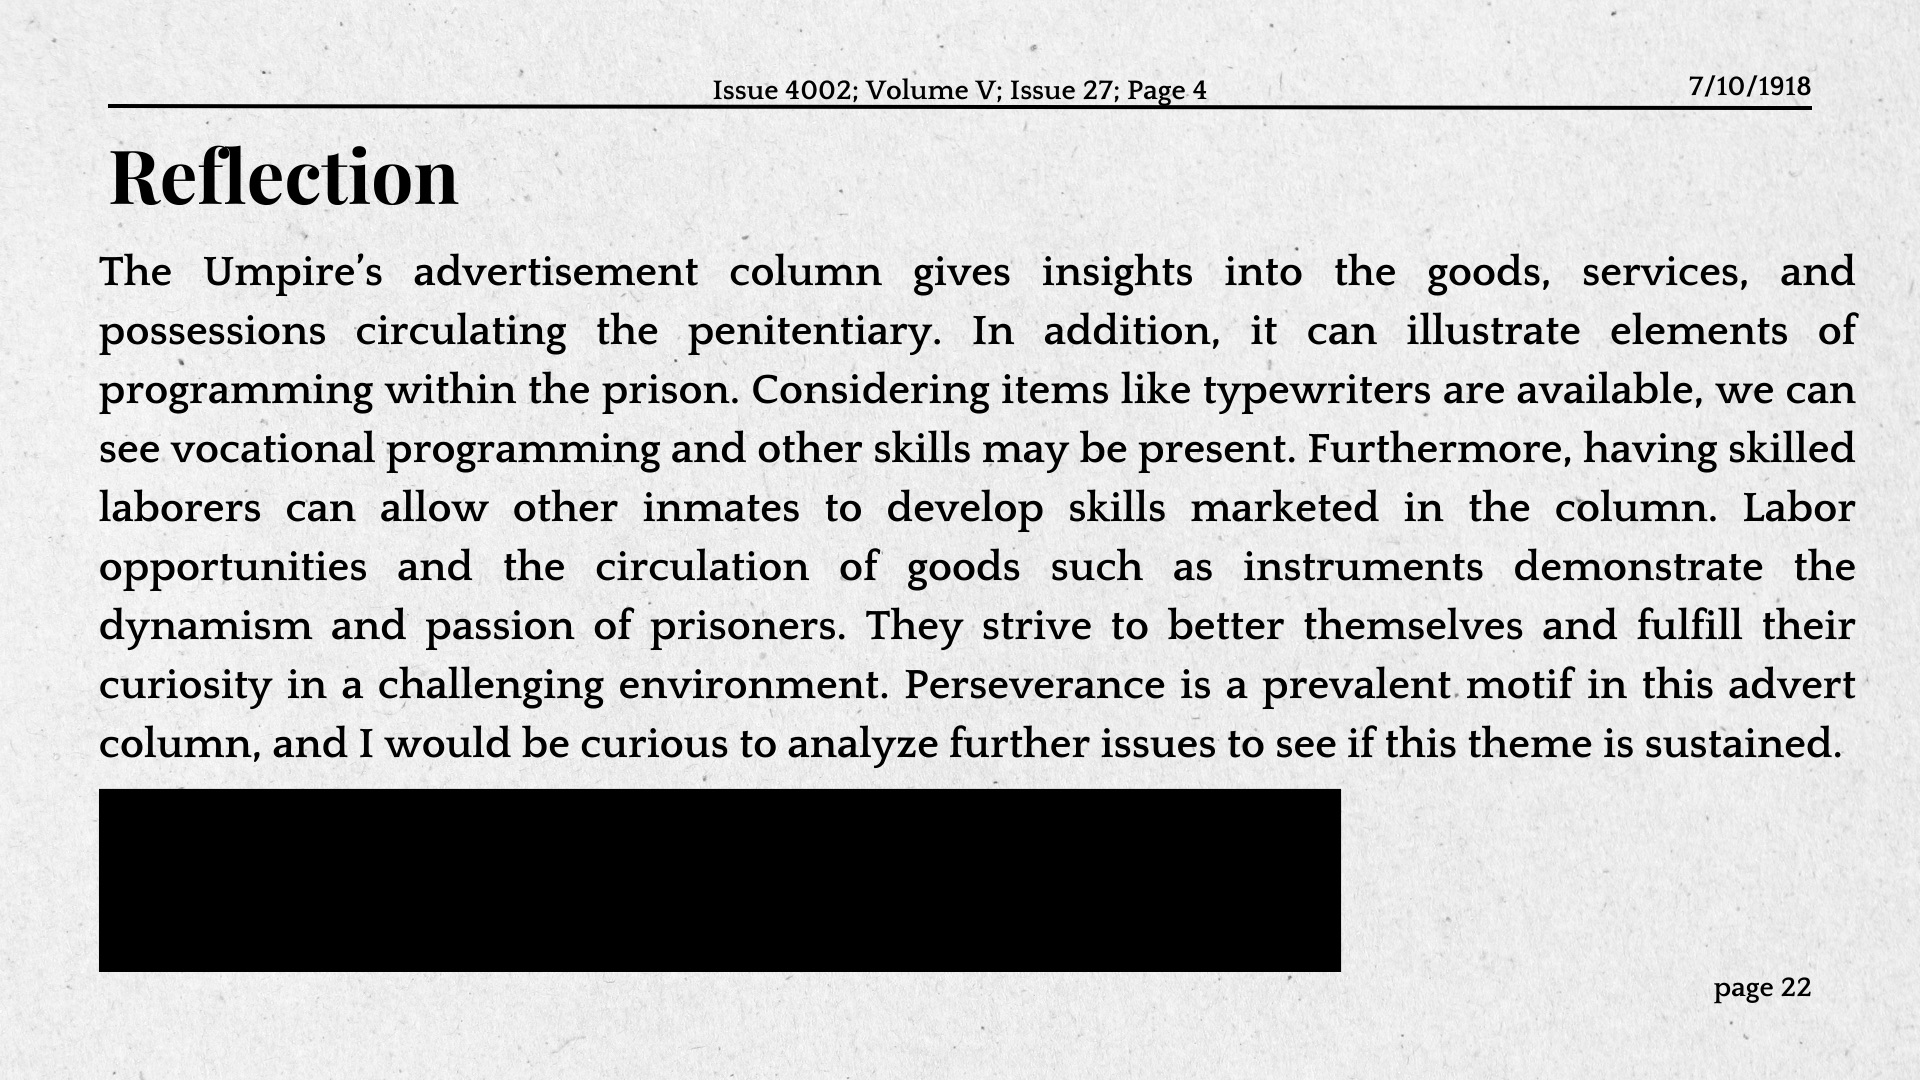 Issue 4002; Volume V; Issue 27; Page 4
7/10/1918
Reflection
The Umpire’s advertisement column gives insights into the goods, services, and
possessions circulating the penitentiary. In addition, it can illustrate elements of
programming within the prison. Considering items like typewriters are available, we can
see vocational programming and other skills may be present. Furthermore, having skilled
laborers can allow other inmates to develop skills marketed in the column. Labor
opportunities and the circulation of goods such as instruments demonstrate the
dynamism and passion of prisoners. They strive to better themselves and fulfill their
curiosity in a challenging environment. Perseverance is a prevalent motif in this advert
column, and I would be curious to analyze further issues to see if this theme is sustained.
page 22